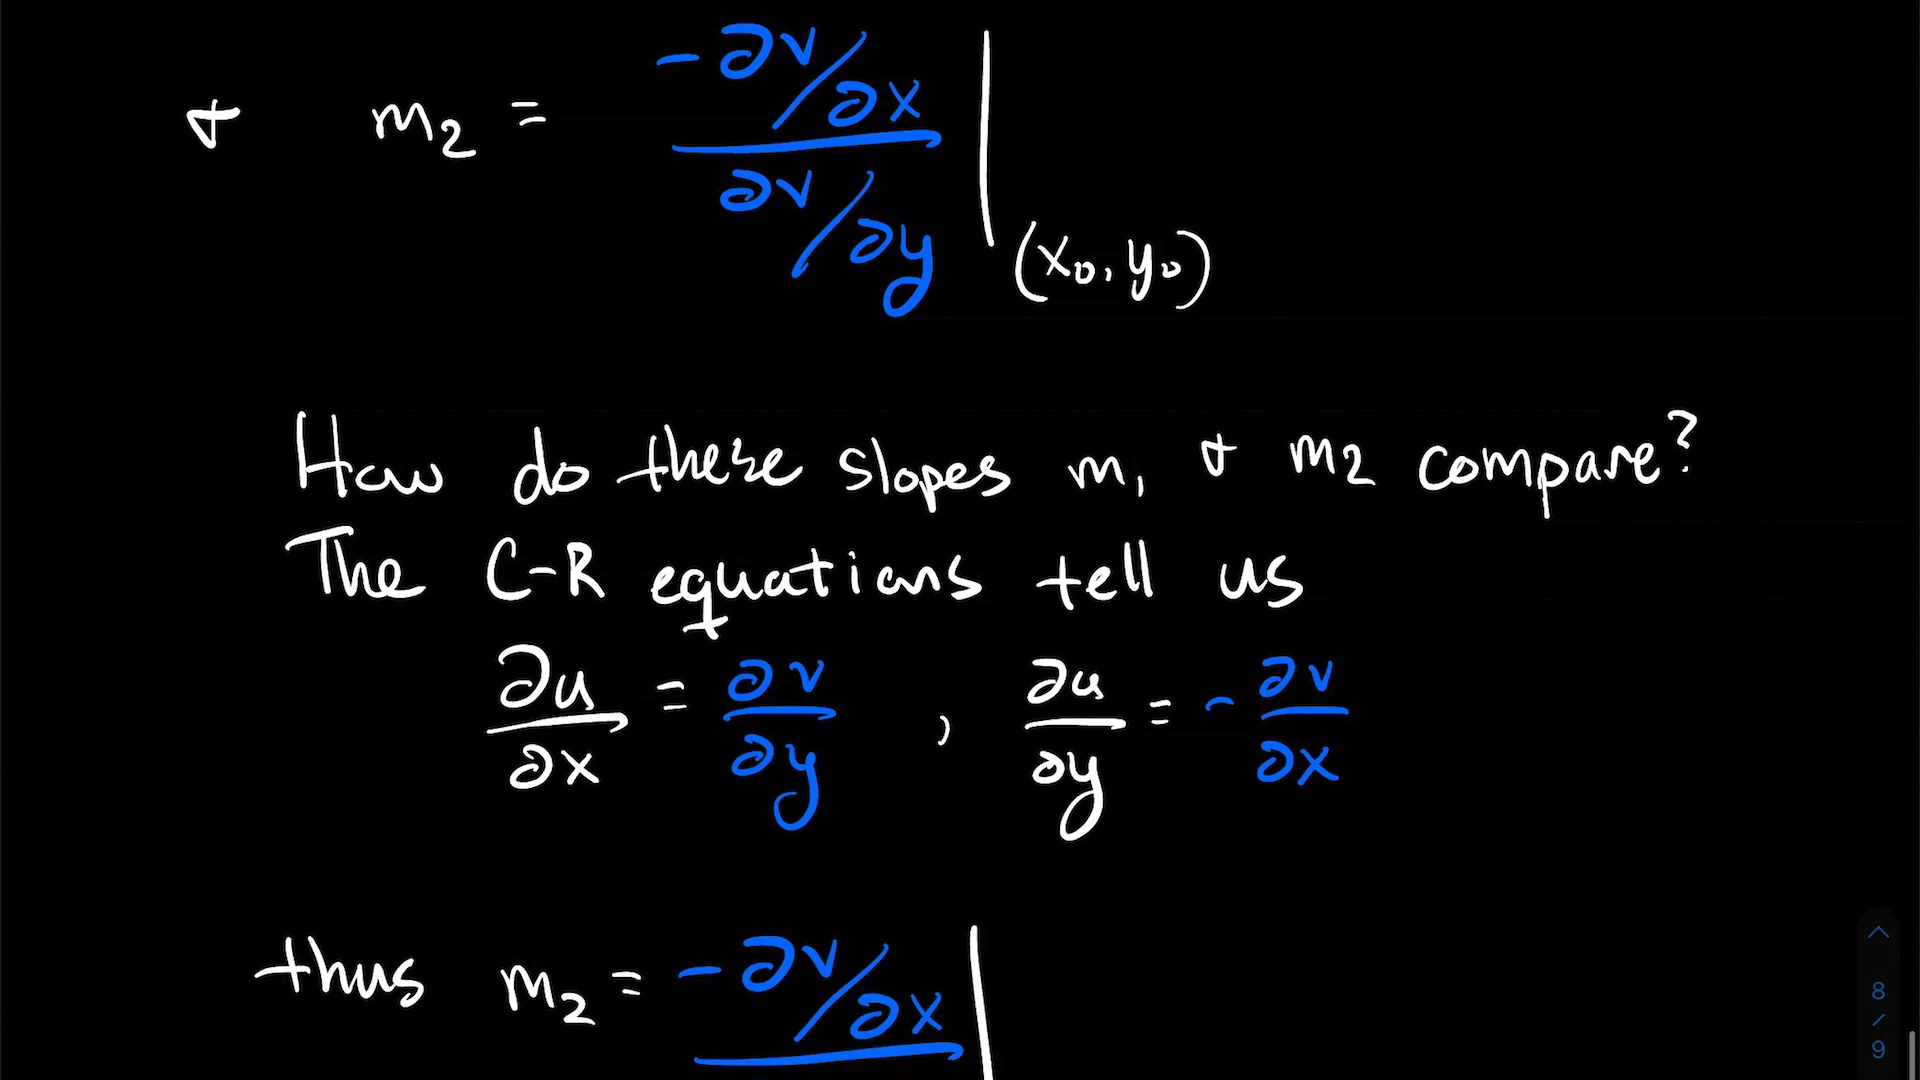 & m₂ = (-∂v/∂x)/(∂v/∂y) |(x₀, y₀)
How do these slopes m₁ & m₂ compare?
The C-R equations tell us
∂u/∂x = ∂v/∂y , ∂u/∂y = -∂v/∂x
thus m₂ = -∂v/∂x |
8/9